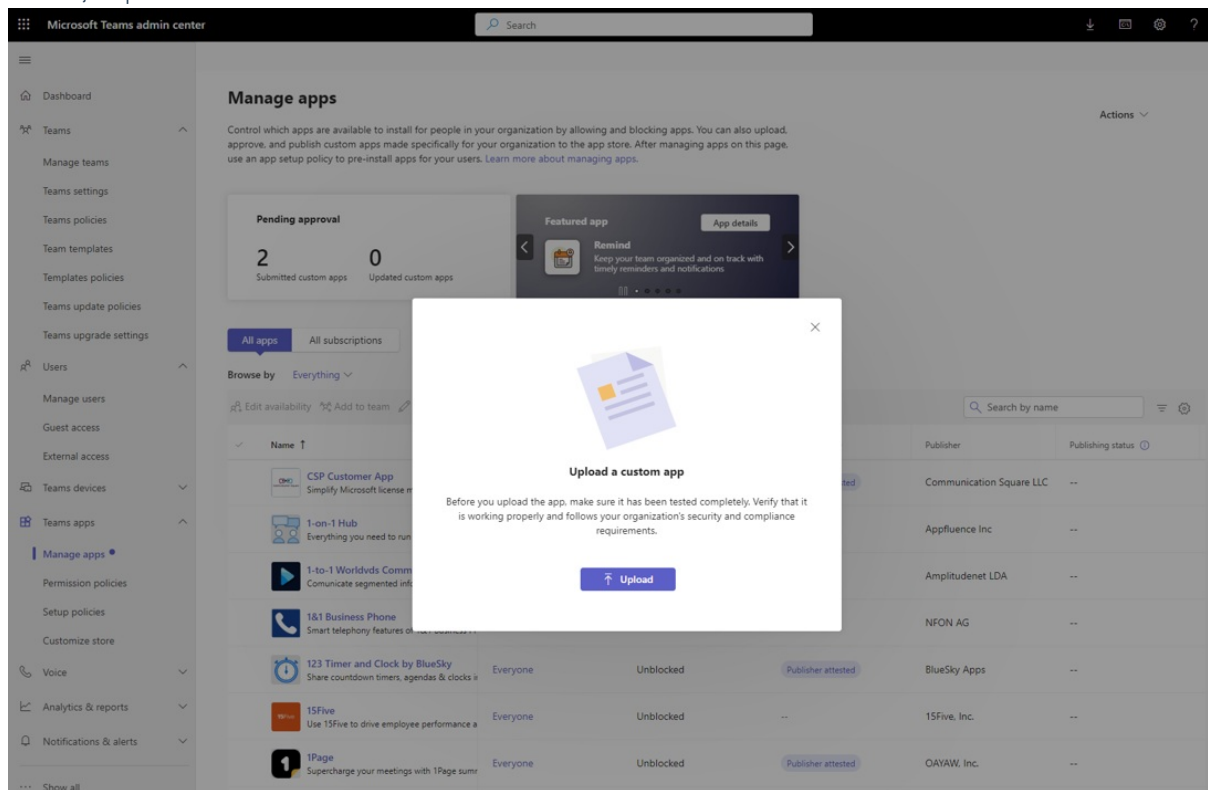 Microsoft Teams admin center
Search
Dashboard
Teams
Manage teams
Teams settings
Teams policies
Team templates
Templates policies
Teams update policies
Teams upgrade settings
Users
Manage users
Guest access
External access
Teams devices
Teams apps
Manage apps
Permission policies
Setup policies
Customize store
Voice
Analytics & reports
Notifications & alerts
Show all
Manage apps
Actions
Control which apps are available to install for people in your organization by allowing and blocking apps. You can also upload,
approve, and publish custom apps made specifically for your organization to the app store. After managing apps on this page,
use an app setup policy to pre-install apps for your users. Learn more about managing apps.
Pending approval
2 0
Submitted custom apps Updated custom apps
Featured app App details
Remind
Keep your team organized and on track with
timely reminders and notifications
All apps All subscriptions
Browse by Everything
Edit availability Add to team
Search by name
Name ↑ Publisher Publishing status
CSP Customer App
Simplify Microsoft license
Communication Square LLC --
1-on-1 Hub
Everything you need to run
Appfluence Inc --
1-to-1 Worldvds Comm
Comunicate segmented
Amplitudenet LDA --
1&1 Business Phone
Smart telephony features
NFON AG --
123 Timer and Clock by BlueSky
Share countdown timers, agendas & clocks
Everyone Unblocked Publisher attested BlueSky Apps --
15Five
Use 15Five to drive employee performance a
Everyone Unblocked -- 15Five, Inc. --
1Page
Supercharge your meetings with 1Page
Everyone Unblocked Publisher attested OAYAW, Inc. --
Upload a custom app
Before you upload the app, make sure it has been tested completely. Verify that it
is working properly and follows your organization's security and compliance
requirements.
Upload